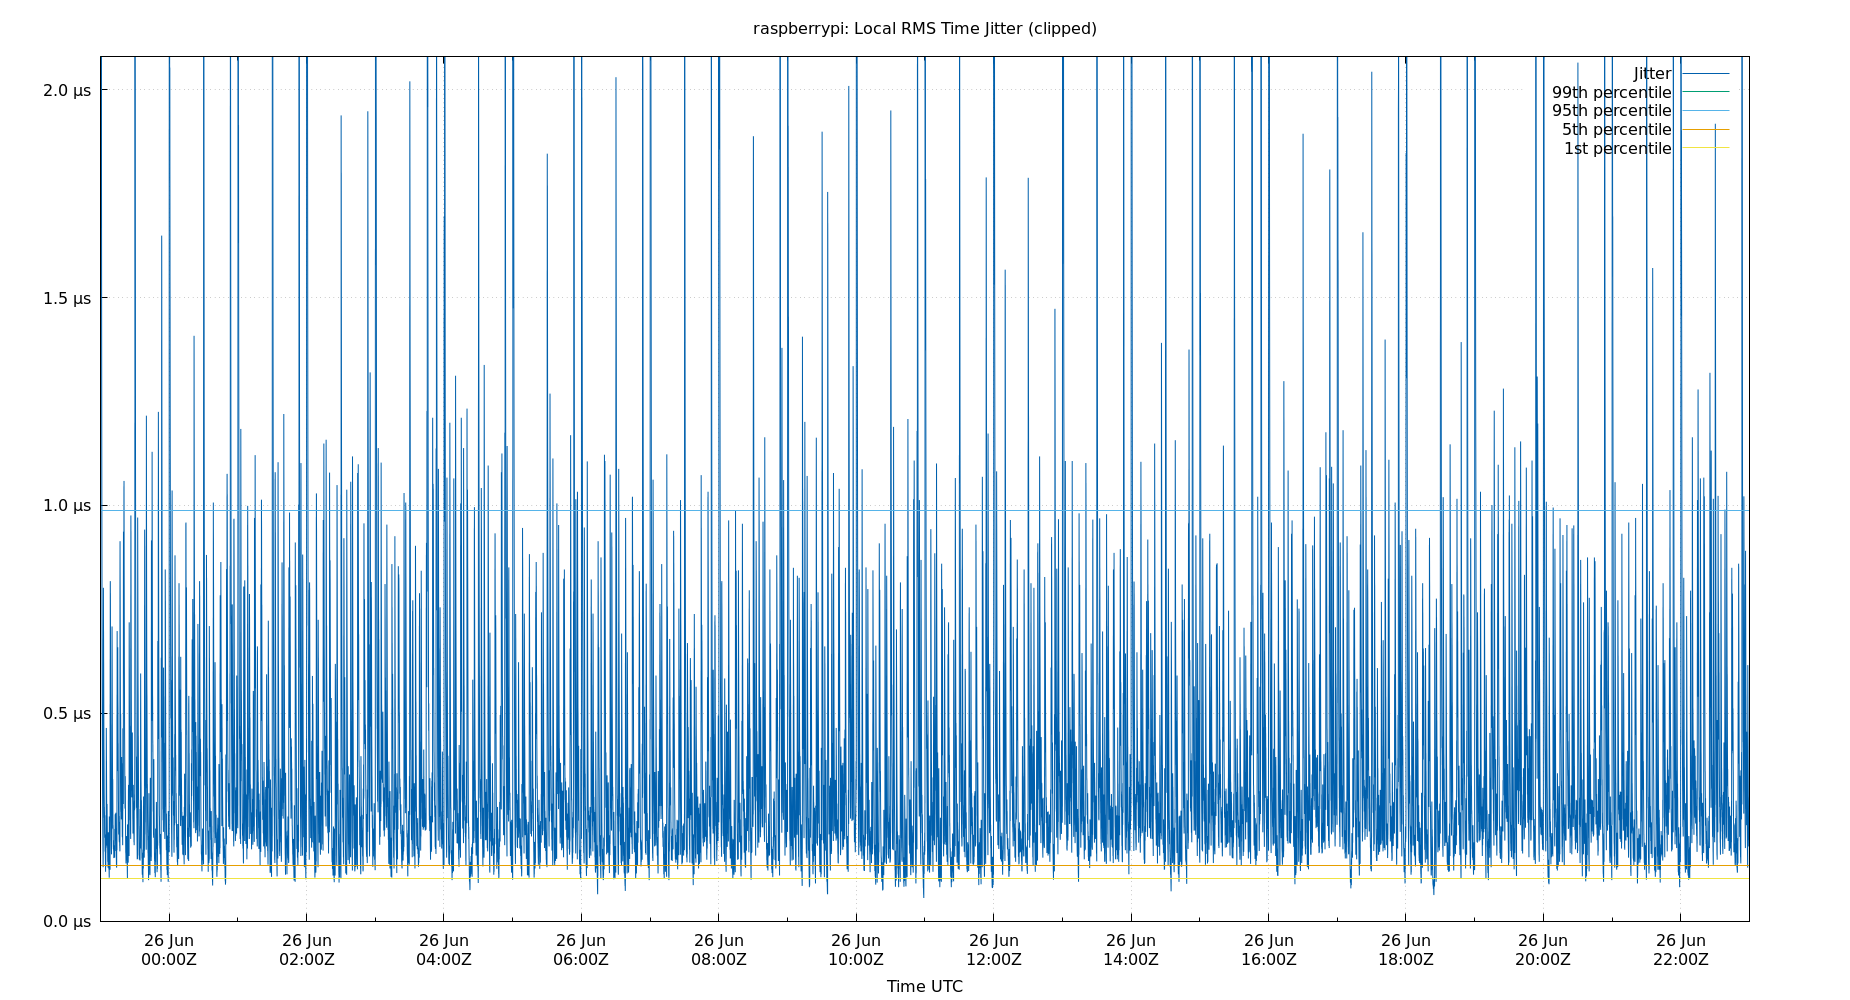 raspberrypi: Local RMS Time Jitter (clipped)
Jitter
99th percentile
95th percentile
5th percentile
1st percentile
2.0 µs
1.5 µs
1.0 µs
0.5 µs
0.0 µs
26 Jun 26 Jun 26 Jun 26 Jun 26 Jun 26 Jun 26 Jun 26 Jun 26 Jun 26 Jun 26 Jun 26 Jun
00:00Z 02:00Z 04:00Z 06:00Z 08:00Z 10:00Z 12:00Z 14:00Z 16:00Z 18:00Z 20:00Z 22:00Z
Time UTC